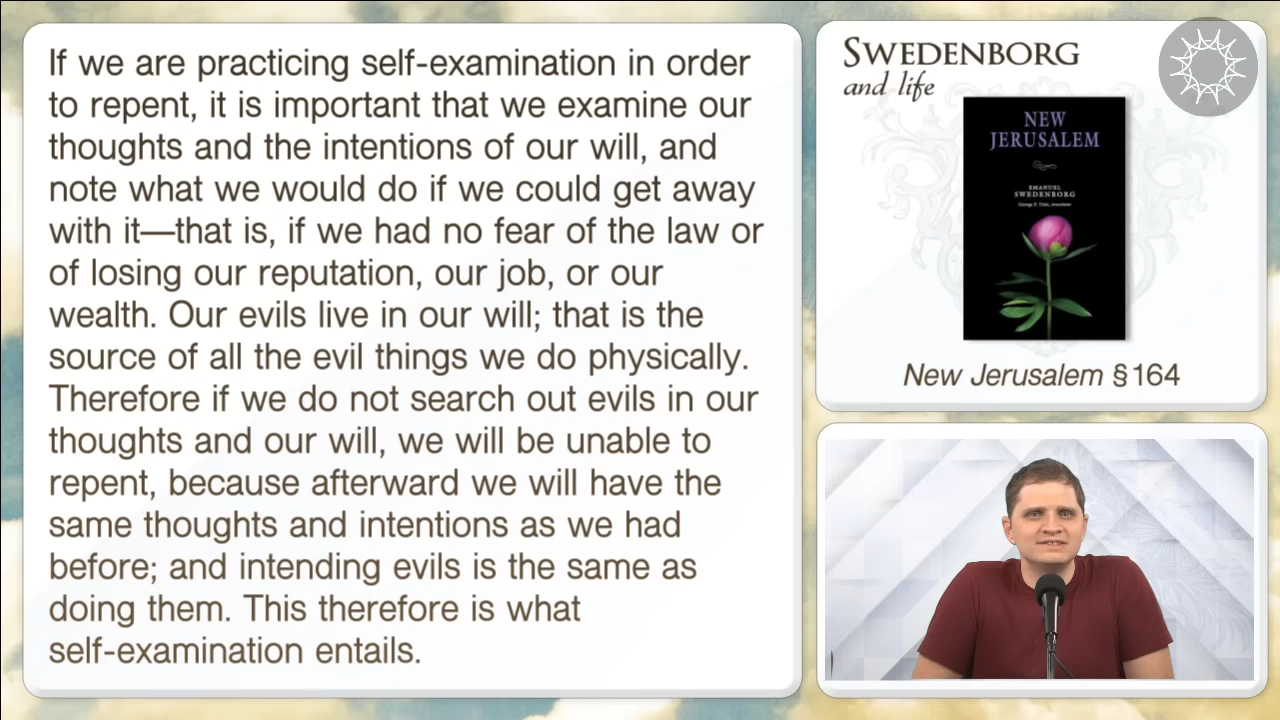 If we are practicing self-examination in order
to repent, it is important that we examine our
thoughts and the intentions of our will, and
note what we would do if we could get away
with it—that is, if we had no fear of the law or
of losing our reputation, our job, or our
wealth. Our evils live in our will; that is the
source of all the evil things we do physically.
Therefore if we do not search out evils in our
thoughts and our will, we will be unable to
repent, because afterward we will have the
same thoughts and intentions as we had
before; and intending evils is the same as
doing them. This therefore is what
self-examination entails.
SWEDENBORG
and life
NEW
JERUSALEM
EMANUEL
SWEDENBORG
George F. Dole, translator
New Jerusalem §164